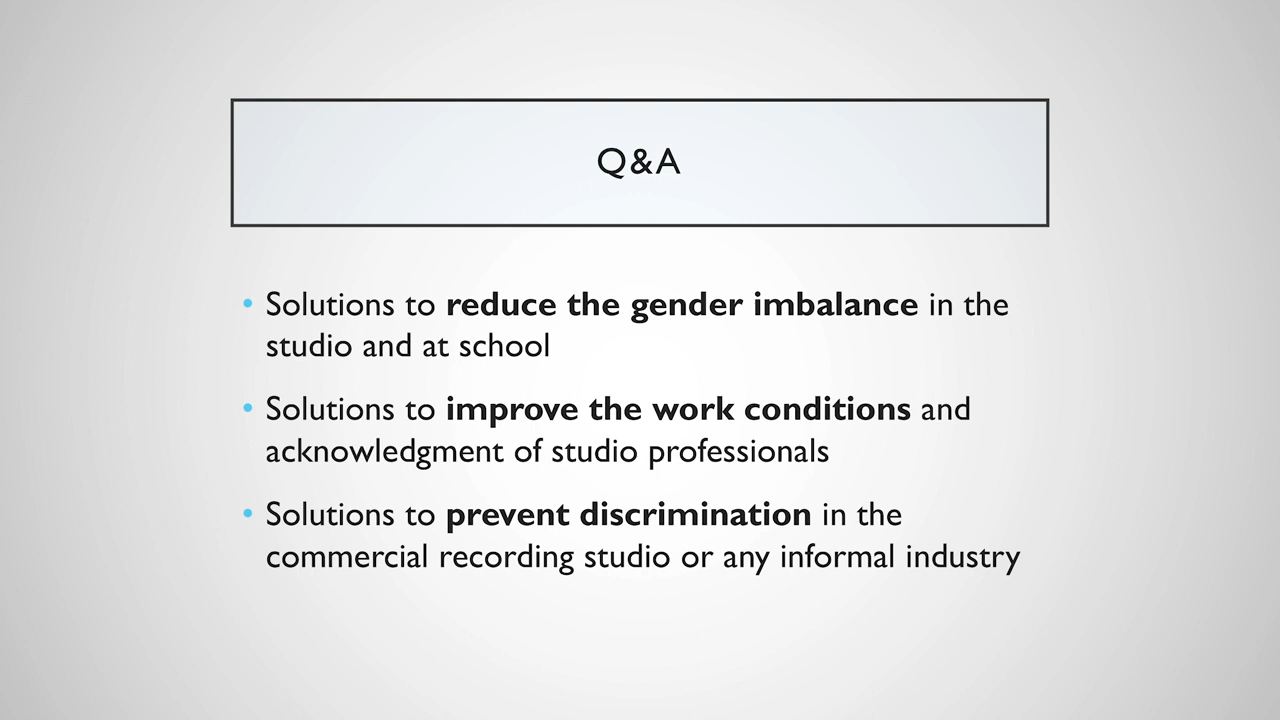 Q&A
• Solutions to reduce the gender imbalance in the
studio and at school
• Solutions to improve the work conditions and
acknowledgment of studio professionals
• Solutions to prevent discrimination in the
commercial recording studio or any informal industry